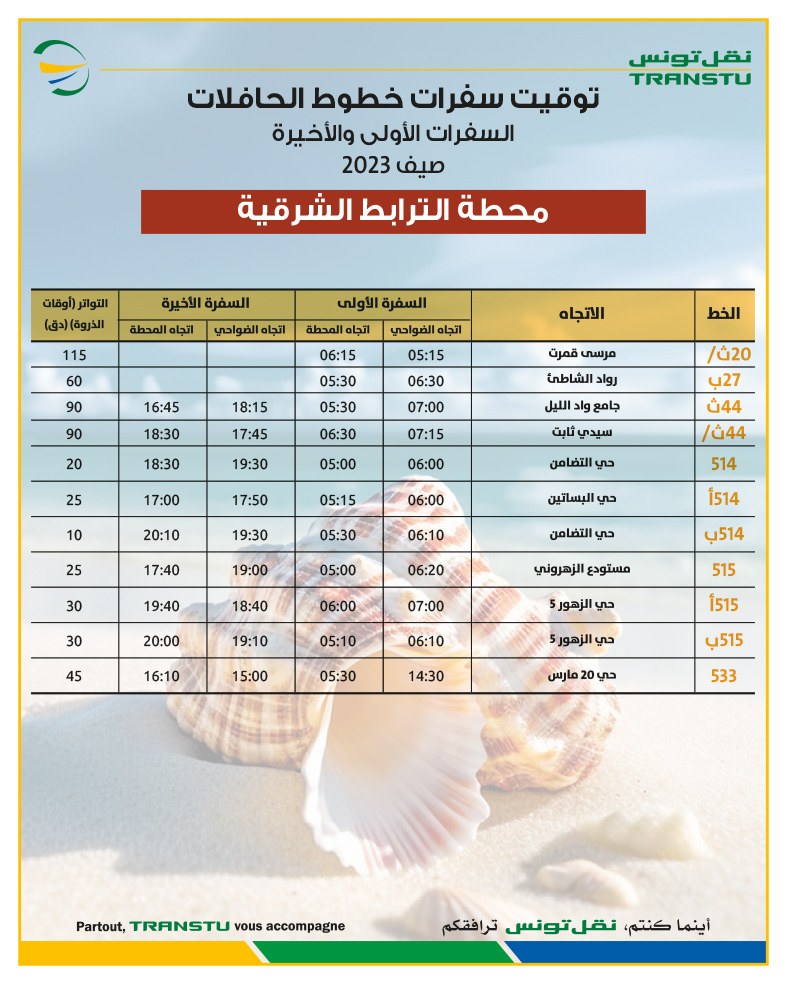 نقل تونس
TRANSTU
توقيت سفرات خطوط الحافلات
السفرات الأولى والأخيرة
صيف 2023
محطة الترابط الشرقية
الخط الاتجاه السفرة الأولى السفرة الأخيرة التواتر (أوقات الذروة) (دق)
اتجاه الضواحي اتجاه المحطة اتجاه الضواحي اتجاه المحطة
20ث/ مرسى قمرت 05:15 06:15 115
27ب رواد الشاطئ 06:30 05:30 60
44ث جامع واد الليل 07:00 05:30 18:15 16:45 90
44ث/ سيدي ثابت 07:15 06:30 17:45 18:30 90
514 حي التضامن 06:00 05:00 19:30 18:30 20
514أ حي البساتين 06:00 05:15 17:50 17:00 25
514ب حي التضامن 06:10 05:30 19:30 20:10 10
515 مستودع الزهروني 06:20 05:00 19:00 17:40 25
515أ حي الزهور 5 07:00 06:00 18:40 19:40 30
515ب حي الزهور 5 06:10 05:10 19:10 20:00 30
533 حي 20 مارس 14:30 05:30 15:00 16:10 45
أينما كنتم، نقل تونس ترافقكم
Partout, TRANSTU vous accompagne